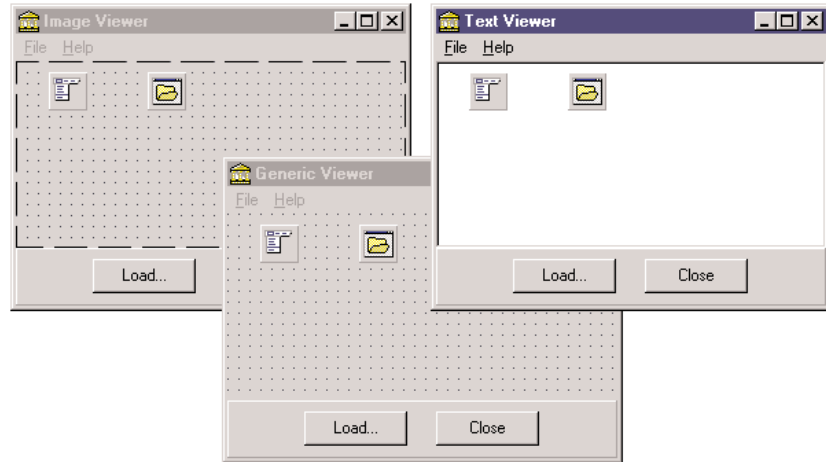 Image Viewer
File Help
Load...
Text Viewer
File Help
Load... Close
Generic Viewer
File Help
Load... Close